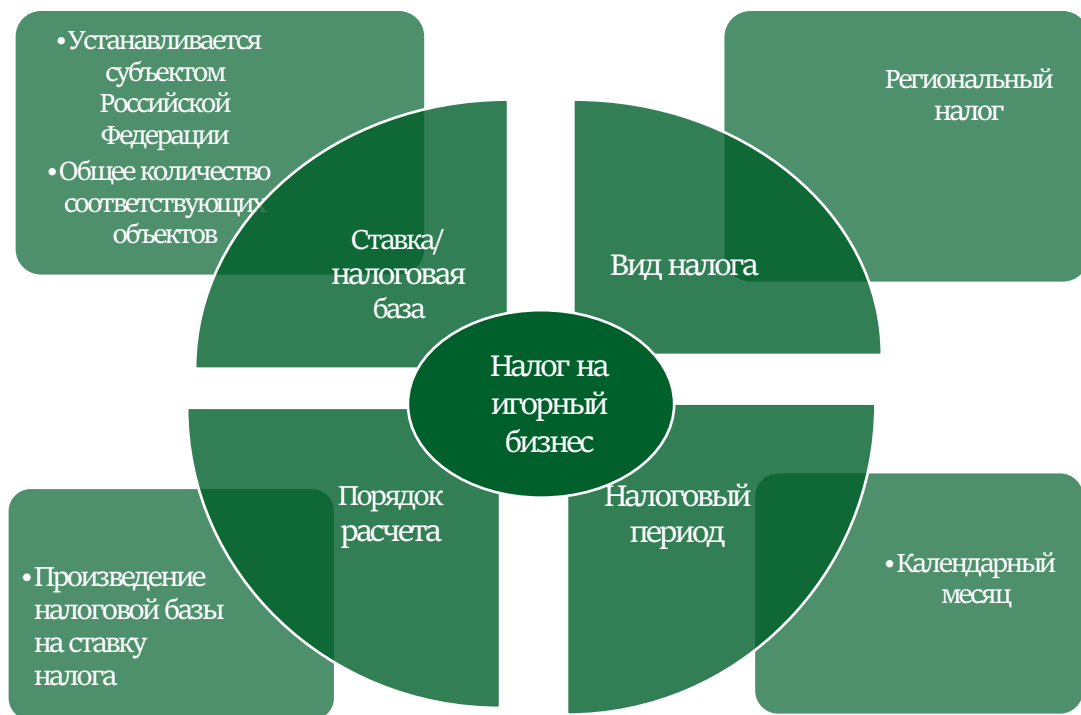 •Устанавливается
субъектом
Российской
Федерации
•Общее количество
соответствующих
объектов
Ставка/
налоговая
база
Региональный
налог
Вид налога
Налог на
игорный
бизнес
Порядок
расчета
•Произведение
налоговой базы
на ставку
налога
Налоговый
период
•Календарный
месяц